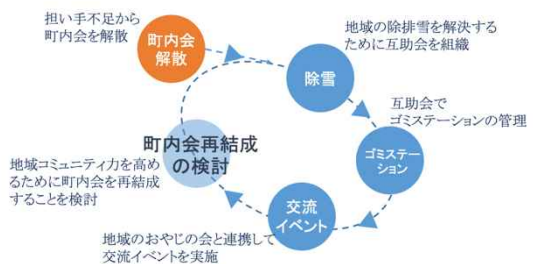 担い手不足から
町内会を解散
町内会
解散
地域の除排雪を解決する
ために互助会を組織
除雪
互助会で
ゴミステーションの管理
ゴミステー
ション
交流
イベント
地域のおやじの会と連携して
交流イベントを実施
町内会再結成
の検討
地域コミュニティ力を高め
るために町内会を再結成
することを検討